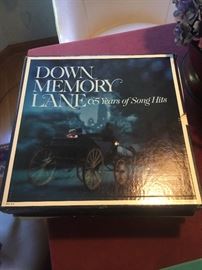 DOWN
MEMORY
LANE 65 Years of Song Hits